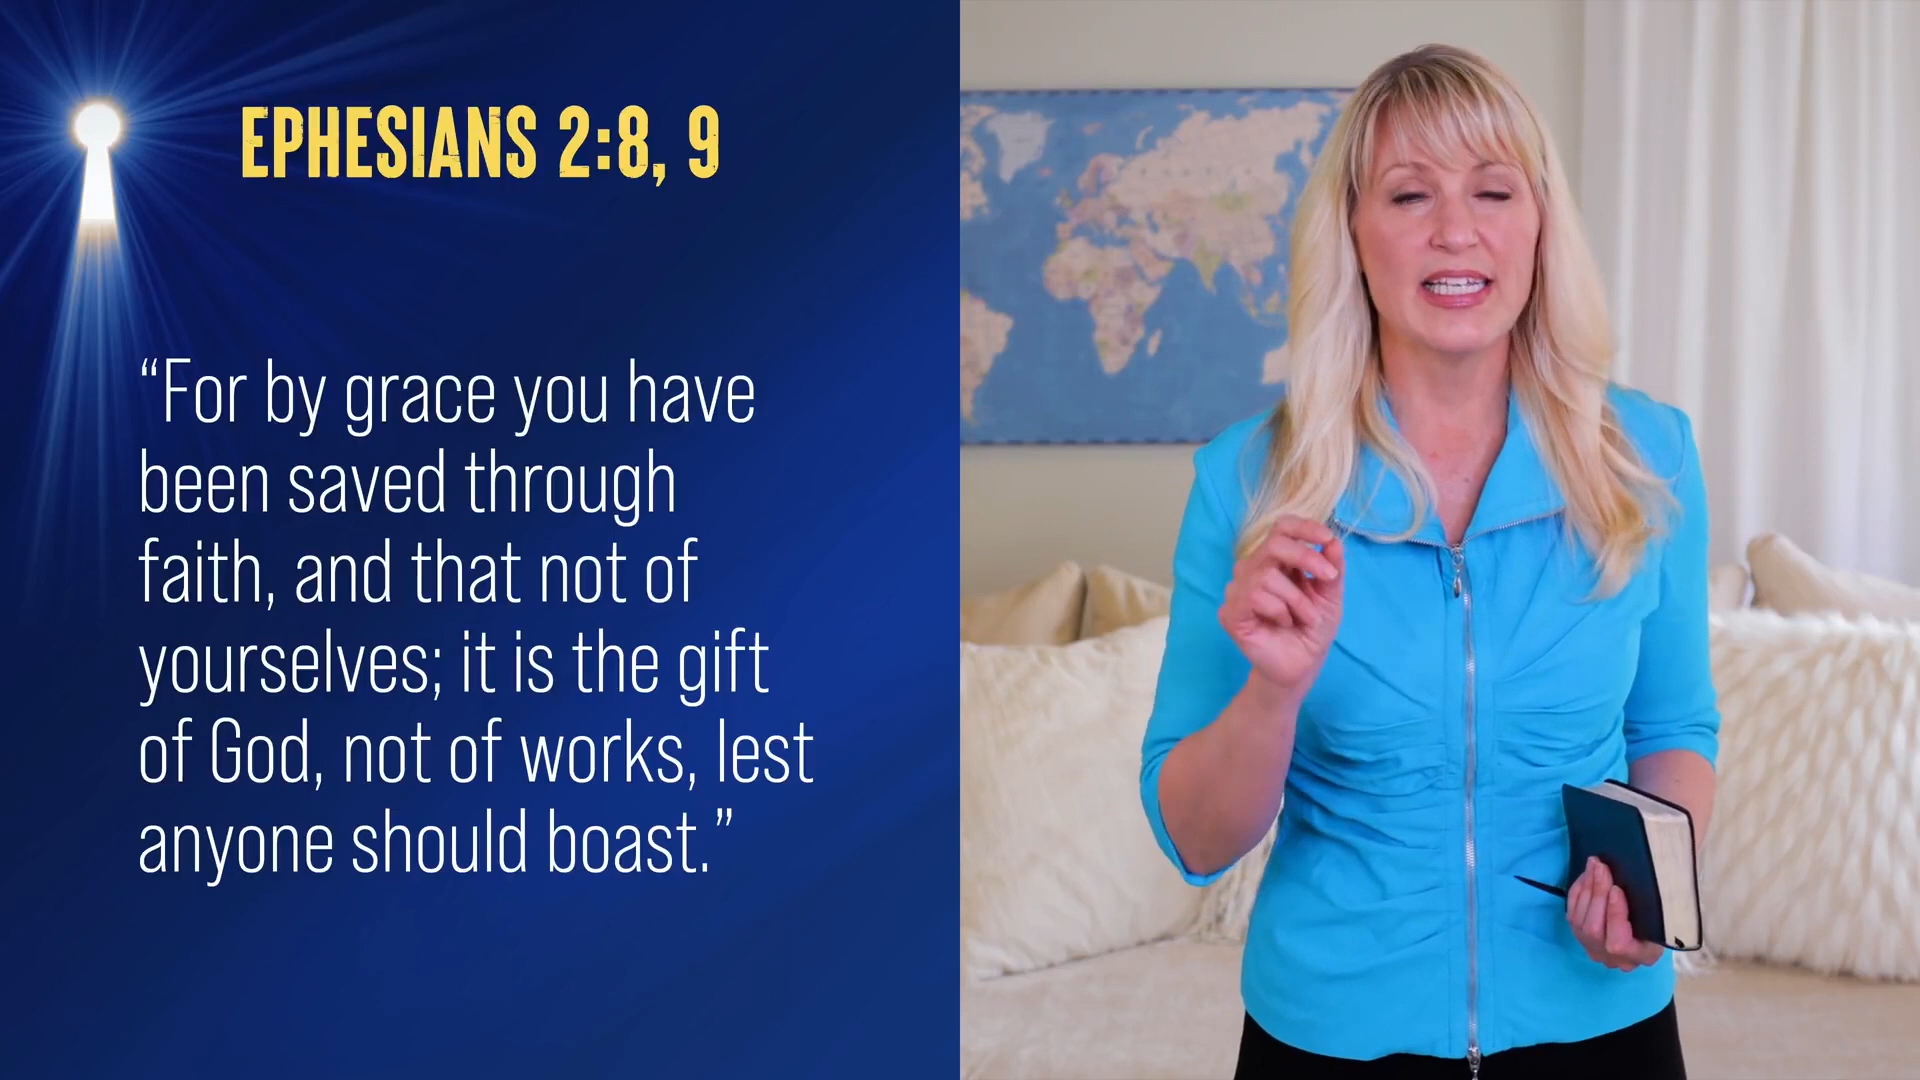 EPHESIANS 2:8, 9
“For by grace you have
been saved through
faith, and that not of
yourselves; it is the gift
of God, not of works, lest
anyone should boast.”